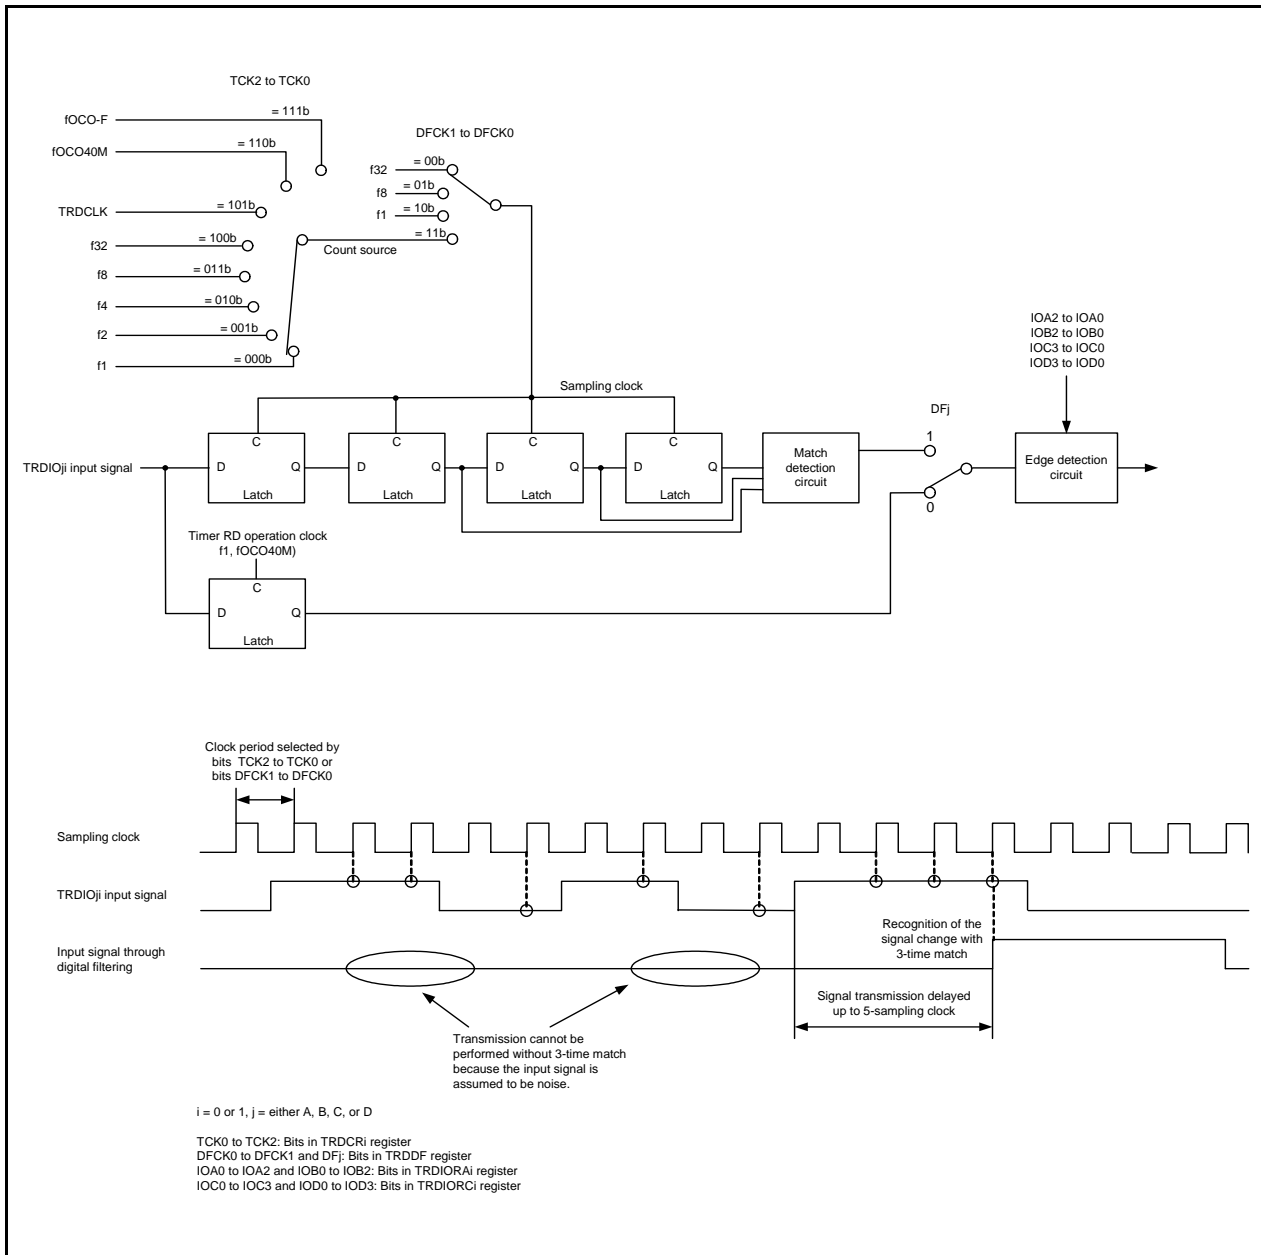 TCK2 to TCK0
fOCO-F
= 111b
fOCO40M
= 110b
TRDCLK
= 101b
f32
= 100b
f8
= 011b
f4
= 010b
f2
= 001b
f1
= 000b
Count source
DFCK1 to DFCK0
f32
= 00b
f8
= 01b
f1
= 10b
= 11b
Sampling clock
IOA2 to IOA0
IOB2 to IOB0
IOC3 to IOC0
IOD3 to IOD0
TRDIOji input signal
C
D
Q
Latch
C
D
Q
Latch
C
D
Q
Latch
C
D
Q
Latch
Match
detection
circuit
DFj
1
0
Edge detection
circuit
Timer RD operation clock
f1, fOCO40M)
C
D
Q
Latch
Clock period selected by
bits TCK2 to TCK0 or
bits DFCK1 to DFCK0
Sampling clock
TRDIOji input signal
Input signal through
digital filtering
Recognition of the
signal change with
3-time match
Signal transmission delayed
up to 5-sampling clock
Transmission cannot be
performed without 3-time match
because the input signal is
assumed to be noise.
i = 0 or 1, j = either A, B, C, or D
TCK0 to TCK2: Bits in TRDCRi register
DFCK0 to DFCK1 and DFj: Bits in TRDDF register
IOA0 to IOA2 and IOB0 to IOB2: Bits in TRDIORAi register
IOC0 to IOC3 and IOD0 to IOD3: Bits in TRDIORCi register